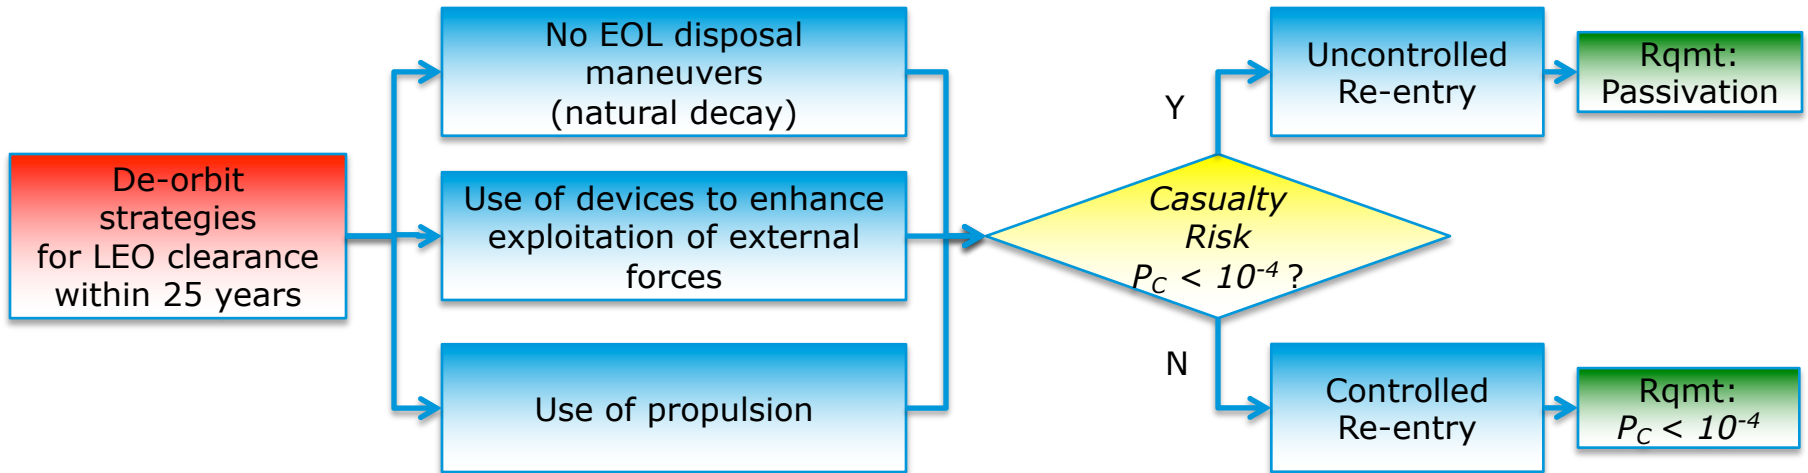 De-orbit
strategies
for LEO clearance
within 25 years
No EOL disposal
maneuvers
(natural decay)
Use of devices to enhance
exploitation of external
forces
Use of propulsion
Casualty
Risk
P_C < 10^-4 ?
Y
Uncontrolled
Re-entry
Rqmt:
Passivation
N
Controlled
Re-entry
Rqmt:
P_C < 10^-4